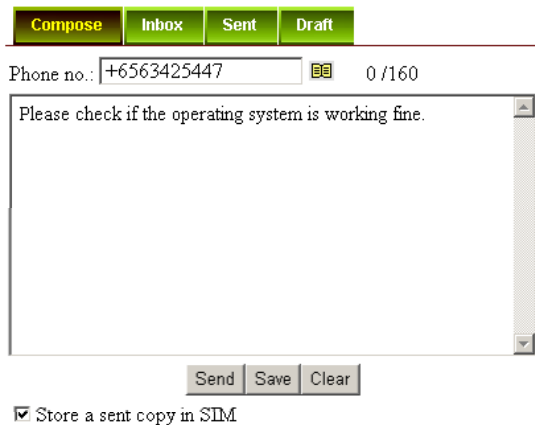 Compose Inbox Sent Draft
Phone no.: +6563425447 0 /160
Please check if the operating system is working fine.
Send Save Clear
Store a sent copy in SIM